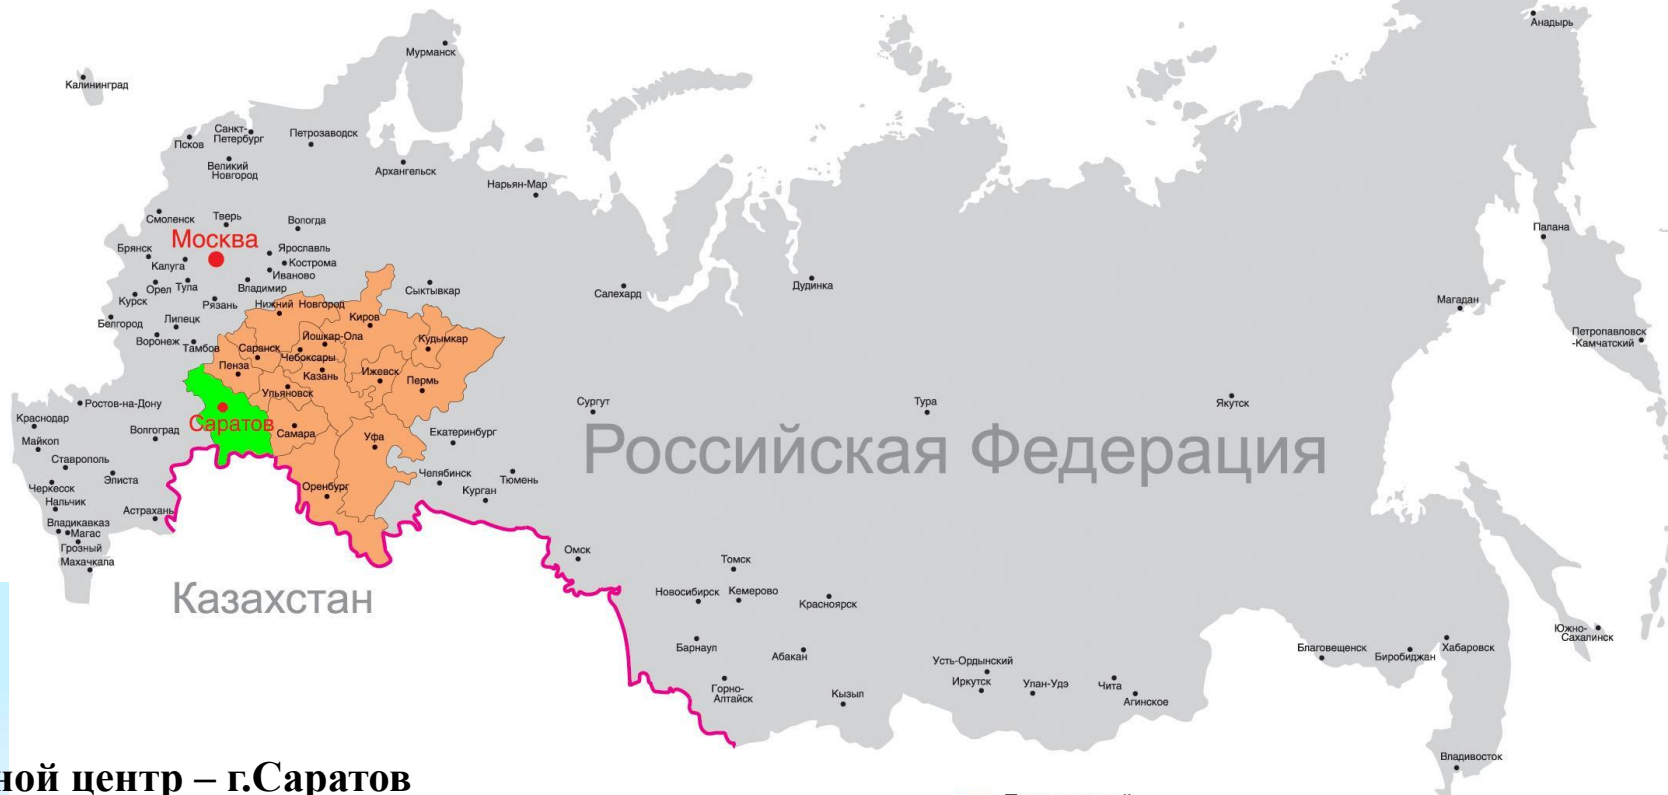 Анадырь
Мурманск
Калининград
Санкт-
Петербург
Петрозаводск
Псков
Великий
Новгород
Архангельск
Нарьян-Мар
Смоленск
Тверь
Вологда
Москва
Брянск
Ярославль
Калуга
Кострома
Иваново
Орел
Тула
Владимир
Курск
Рязань
Нижний Новгород
Сыктывкар
Салехард
Дудинка
Палана
Магадан
Петропавловск
-Камчатский
Белгород
Липецк
Киров
Воронеж
Тамбов
Саранск
Йошкар-Ола
Чебоксары
Кудымкар
Пенза
Казань
Ижевск
Пермь
Ульяновск
Ростов-на-Дону
Краснодар
Саратов
Волгоград
Самара
Уфа
Екатеринбург
Сургут
Тура
Якутск
Российская Федерация
Майкоп
Ставрополь
Элиста
Черкесск
Нальчик
Астрахань
Оренбург
Челябинск
Курган
Тюмень
Владикавказ
Магас
Грозный
Махачкала
Казахстан
Омск
Томск
Новосибирск
Кемерово
Красноярск
Барнаул
Абакан
Горно-
Алтайск
Кызыл
Усть-Ордынский
Иркутск
Улан-Удэ
Чита
Агинское
Благовещенск
Биробиджан
Хабаровск
Южно-
Сахалинск
Владивосток
ной центр – г.Саратов